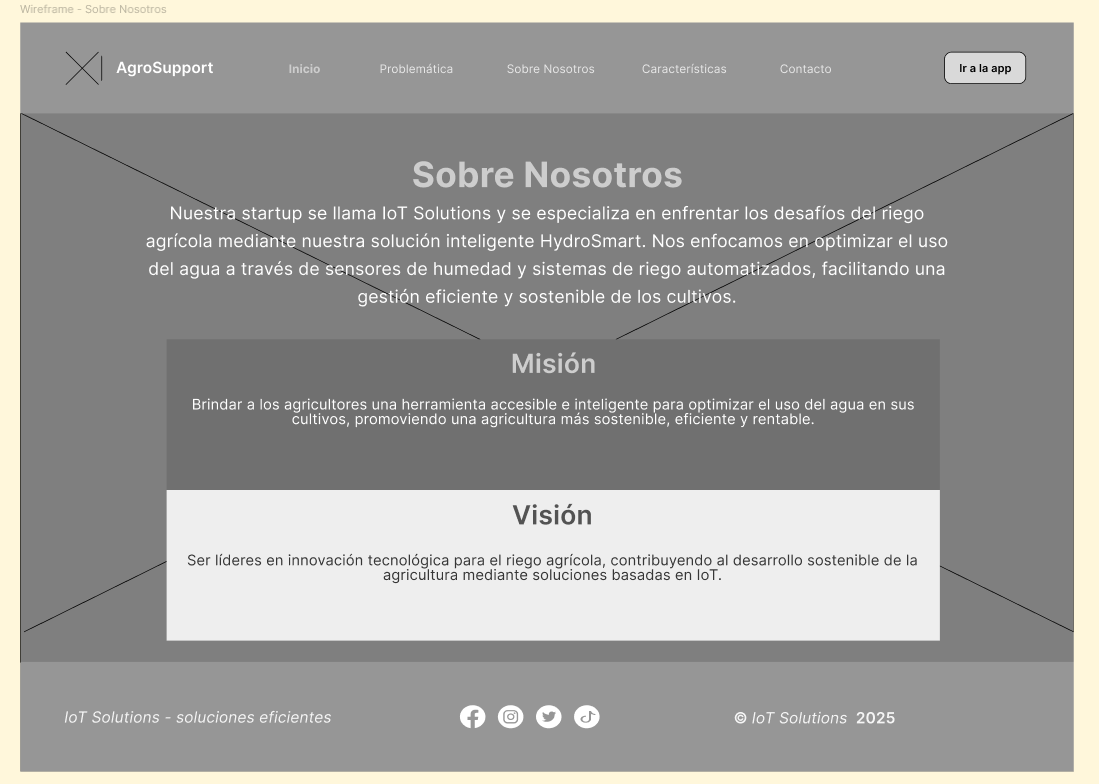 Wireframe - Sobre Nosotros
AgroSupport
Inicio
Problemática
Sobre Nosotros
Características
Contacto
Ir a la app
Sobre Nosotros
Nuestra startup se llama IoT Solutions y se especializa en enfrentar los desafíos del riego
agrícola mediante nuestra solución inteligente HydroSmart. Nos enfocamos en optimizar el uso
del agua a través de sensores de humedad y sistemas de riego automatizados, facilitando una
gestión eficiente y sostenible de los cultivos.
Misión
Brindar a los agricultores una herramienta accesible e inteligente para optimizar el uso del agua en sus
cultivos, promoviendo una agricultura más sostenible, eficiente y rentable.
Visión
Ser líderes en innovación tecnológica para el riego agrícola, contribuyendo al desarrollo sostenible de la
agricultura mediante soluciones basadas en IoT.
IoT Solutions - soluciones eficientes
© IoT Solutions 2025